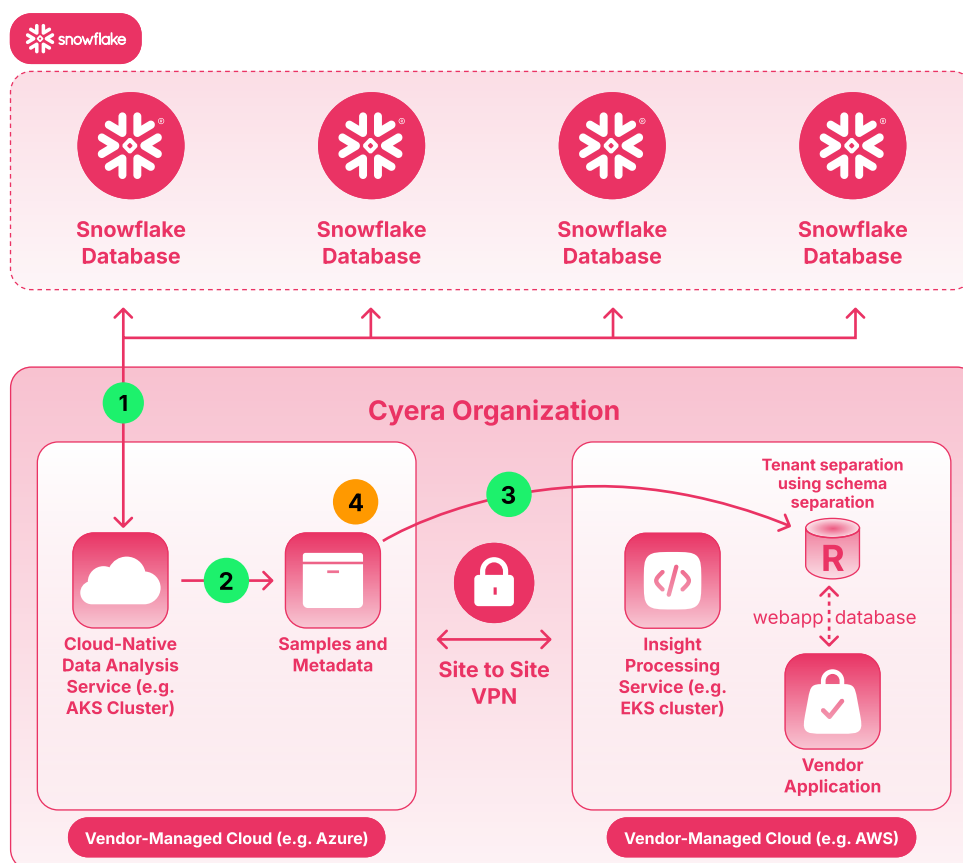 snowflake
Snowflake
Database
Snowflake
Database
Snowflake
Database
Snowflake
Database
1
Cyera Organization
Tenant separation
using schema
separation
4
3
R
2
webapp database
Cloud-Native
Data Analysis
Service (e.g.
AKS Cluster)
Samples and
Metadata
Site to Site
VPN
Insight
Processing
Service (e.g.
EKS cluster)
Vendor
Application
Vendor-Managed Cloud (e.g. Azure)
Vendor-Managed Cloud (e.g. AWS)